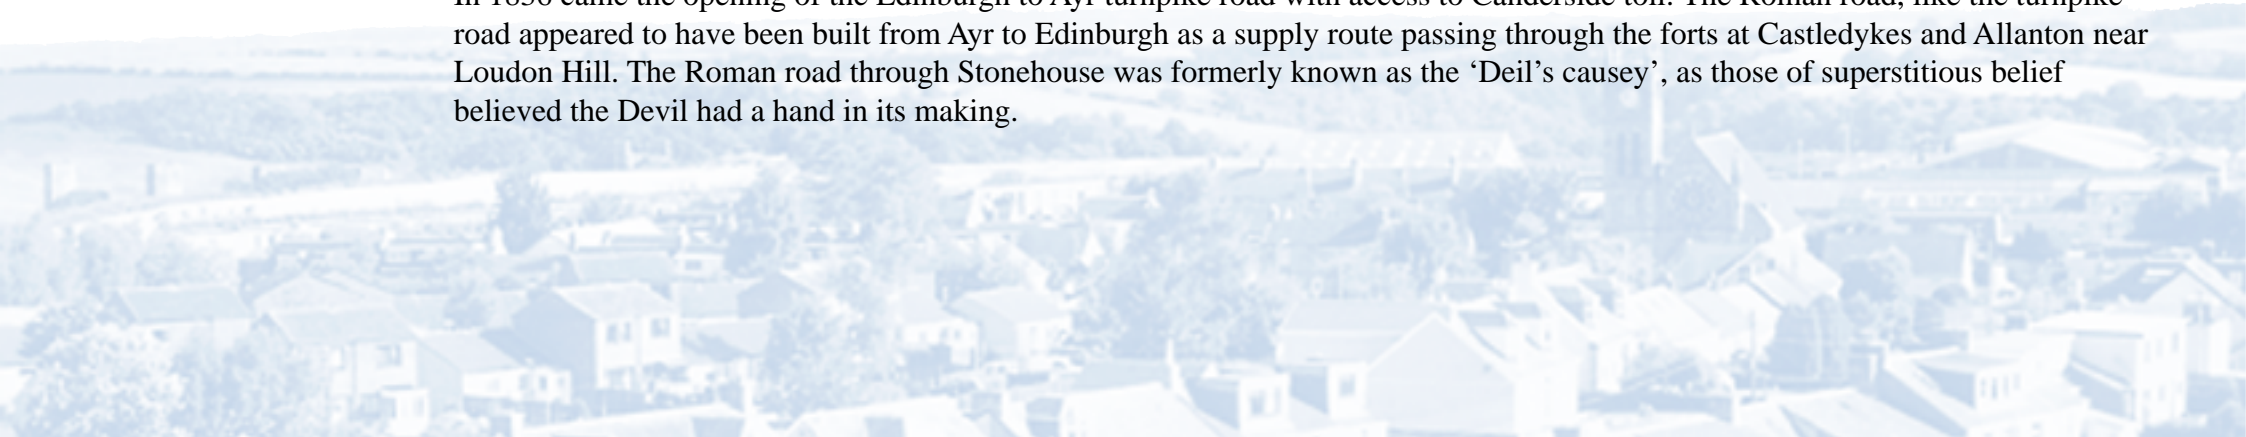 In 1836 came the opening of the Edinburgh to Ayr turnpike road with access to Canderside toll. The Roman road, like the turnpike
road appeared to have been built from Ayr to Edinburgh as a supply route passing through the forts at Castledykes and Allanton near
Loudon Hill. The Roman road through Stonehouse was formerly known as the ‘Deil’s causey’, as those of superstitious belief
believed the Devil had a hand in its making.